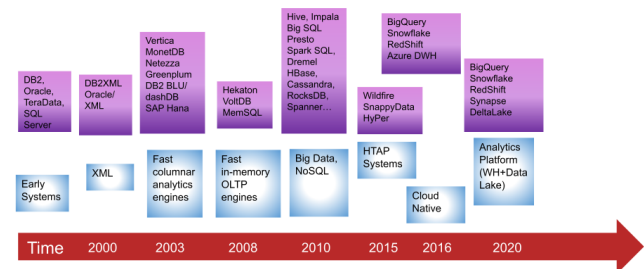 DB2,
Oracle,
TeraData,
SQL
Server
DB2XML
Oracle/
XML
Vertica
MonetDB
Netezza
Greenplum
DB2 BLU/
dashDB
SAP Hana
Hekaton
VoltDB
MemSQL
Hive, Impala
Big SQL
Presto
Spark SQL,
Dremel
HBase,
Cassandra,
RocksDB,
Spanner…
Wildfire
SnappyData
HyPer
BigQuery
Snowflake
RedShift
Azure DWH
BigQuery
Snowflake
RedShift
Synapse
DeltaLake
Early
Systems
XML
Fast
columnar
analytics
engines
Fast
in-memory
OLTP
engines
Big Data,
NoSQL
HTAP
Systems
Cloud
Native
Analytics
Platform
(WH+Data
Lake)
Time 2000 2003 2008 2010 2015 2016 2020